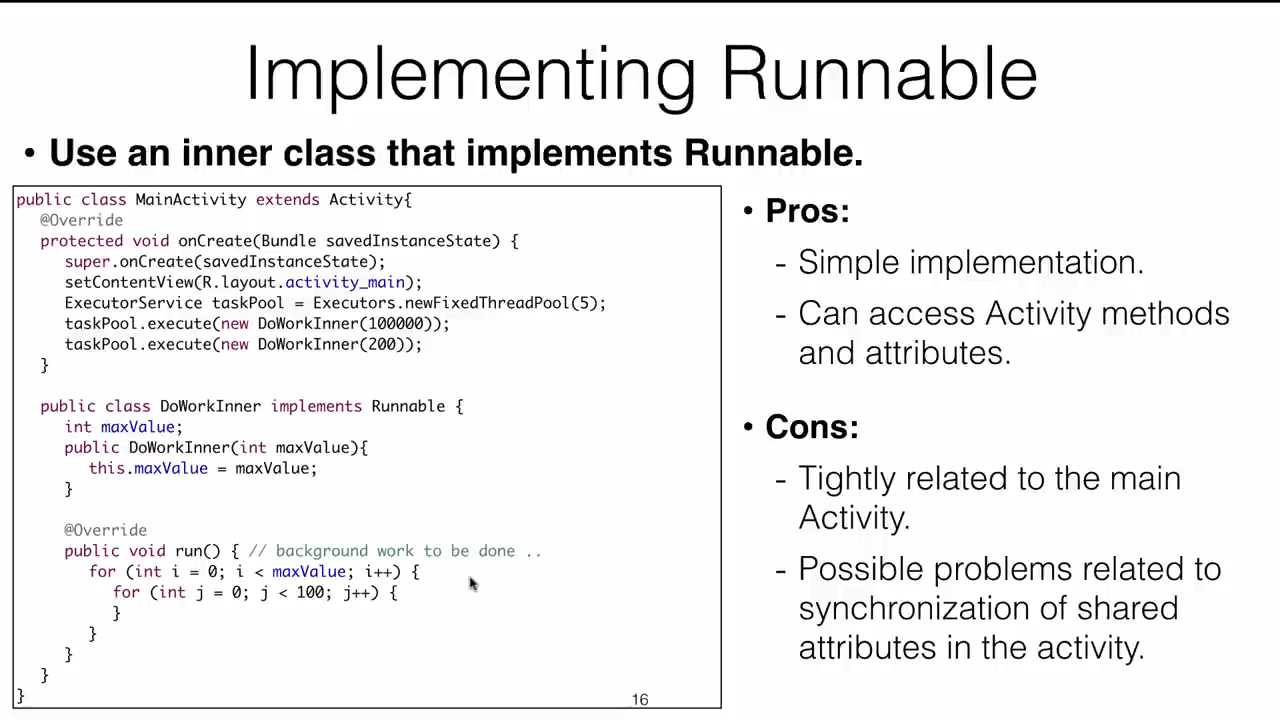 Implementing Runnable
• Use an inner class that implements Runnable.
public class MainActivity extends Activity{
@Override
protected void onCreate(Bundle savedInstanceState) {
super.onCreate(savedInstanceState);
setContentView(R.layout.activity_main);
ExecutorService taskPool = Executors.newFixedThreadPool(5);
taskPool.execute(new DoWorkInner(100000));
taskPool.execute(new DoWorkInner(200));
}
public class DoWorkInner implements Runnable {
int maxValue;
public DoWorkInner(int maxValue){
this.maxValue = maxValue;
}
@Override
public void run() { // background work to be done ..
for (int i = 0; i < maxValue; i++) {
for (int j = 0; j < 100; j++) {
}
}
}
}
}
• Pros:
- Simple implementation.
- Can access Activity methods
and attributes.
• Cons:
- Tightly related to the main
Activity.
- Possible problems related to
synchronization of shared
attributes in the activity.
16